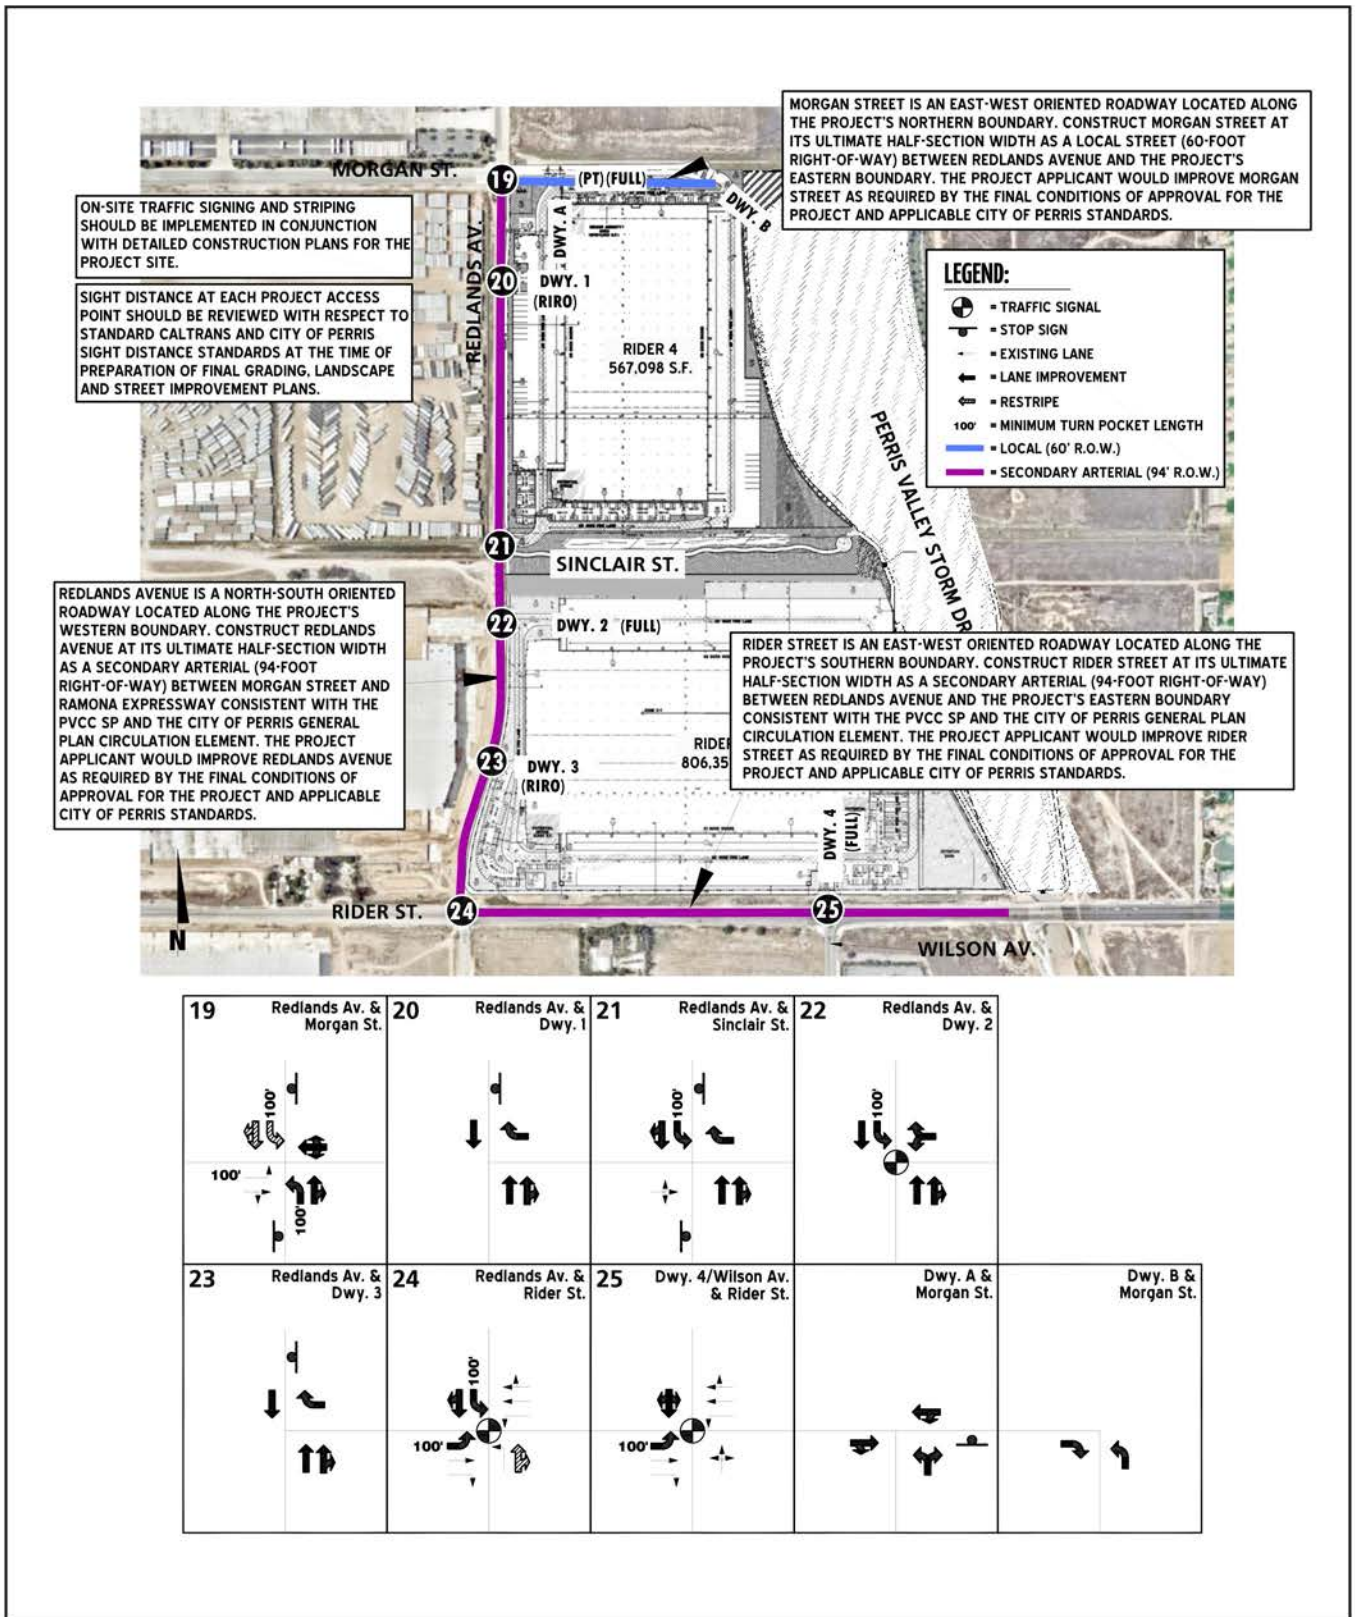 MORGAN STREET IS AN EAST-WEST ORIENTED ROADWAY LOCATED ALONG
THE PROJECT'S NORTHERN BOUNDARY. CONSTRUCT MORGAN STREET AT
ITS ULTIMATE HALF-SECTION WIDTH AS A LOCAL STREET (60-FOOT
RIGHT-OF-WAY) BETWEEN REDLANDS AVENUE AND THE PROJECT'S
EASTERN BOUNDARY. THE PROJECT APPLICANT WOULD IMPROVE MORGAN
STREET AS REQUIRED BY THE FINAL CONDITIONS OF APPROVAL FOR THE
PROJECT AND APPLICABLE CITY OF PERRIS STANDARDS.
MORGAN ST.
19
(PT)(FULL)
DWY. A
DWY. B
ON-SITE TRAFFIC SIGNING AND STRIPING
SHOULD BE IMPLEMENTED IN CONJUNCTION
WITH DETAILED CONSTRUCTION PLANS FOR THE
PROJECT SITE.
SIGHT DISTANCE AT EACH PROJECT ACCESS
POINT SHOULD BE REVIEWED WITH RESPECT TO
STANDARD CALTRANS AND CITY OF PERRIS
SIGHT DISTANCE STANDARDS AT THE TIME OF
PREPARATION OF FINAL GRADING, LANDSCAPE
AND STREET IMPROVEMENT PLANS.
REDLANDS AV.
20
DWY. 1
(RIRO)
RIDER 4
567,098 S.F.
LEGEND:
= TRAFFIC SIGNAL
= STOP SIGN
= EXISTING LANE
= LANE IMPROVEMENT
= RESTRIPE
100' = MINIMUM TURN POCKET LENGTH
= LOCAL (60' R.O.W.)
= SECONDARY ARTERIAL (94' R.O.W.)
PERRIS VALLEY STORM DR
21
SINCLAIR ST.
22
DWY. 2 (FULL)
REDLANDS AVENUE IS A NORTH-SOUTH ORIENTED
ROADWAY LOCATED ALONG THE PROJECT'S
WESTERN BOUNDARY. CONSTRUCT REDLANDS
AVENUE AT ITS ULTIMATE HALF-SECTION WIDTH
AS A SECONDARY ARTERIAL (94-FOOT
RIGHT-OF-WAY) BETWEEN MORGAN STREET AND
RAMONA EXPRESSWAY CONSISTENT WITH THE
PVCC SP AND THE CITY OF PERRIS GENERAL
PLAN CIRCULATION ELEMENT. THE PROJECT
APPLICANT WOULD IMPROVE REDLANDS AVENUE
AS REQUIRED BY THE FINAL CONDITIONS OF
APPROVAL FOR THE PROJECT AND APPLICABLE
CITY OF PERRIS STANDARDS.
RIDER STREET IS AN EAST-WEST ORIENTED ROADWAY LOCATED ALONG THE
PROJECT'S SOUTHERN BOUNDARY. CONSTRUCT RIDER STREET AT ITS ULTIMATE
HALF-SECTION WIDTH AS A SECONDARY ARTERIAL (94-FOOT RIGHT-OF-WAY)
BETWEEN REDLANDS AVENUE AND THE PROJECT'S EASTERN BOUNDARY
CONSISTENT WITH THE PVCC SP AND THE CITY OF PERRIS GENERAL PLAN
CIRCULATION ELEMENT. THE PROJECT APPLICANT WOULD IMPROVE RIDER
STREET AS REQUIRED BY THE FINAL CONDITIONS OF APPROVAL FOR THE
PROJECT AND APPLICABLE CITY OF PERRIS STANDARDS.
RIDER
806,35
23
DWY. 3
(RIRO)
DWY. 4
(FULL)
N
RIDER ST.
24
25
WILSON AV.
19
Redlands Av. &
Morgan St.
100'
100'
100'
20
Redlands Av. &
Dwy. 1
21
Redlands Av. &
Sinclair St.
100'
22
Redlands Av. &
Dwy. 2
100'
23
Redlands Av. &
Dwy. 3
24
Redlands Av. &
Rider St.
100'
100'
25
Dwy. 4/Wilson Av.
& Rider St.
100'
Dwy. A &
Morgan St.
Dwy. B &
Morgan St.